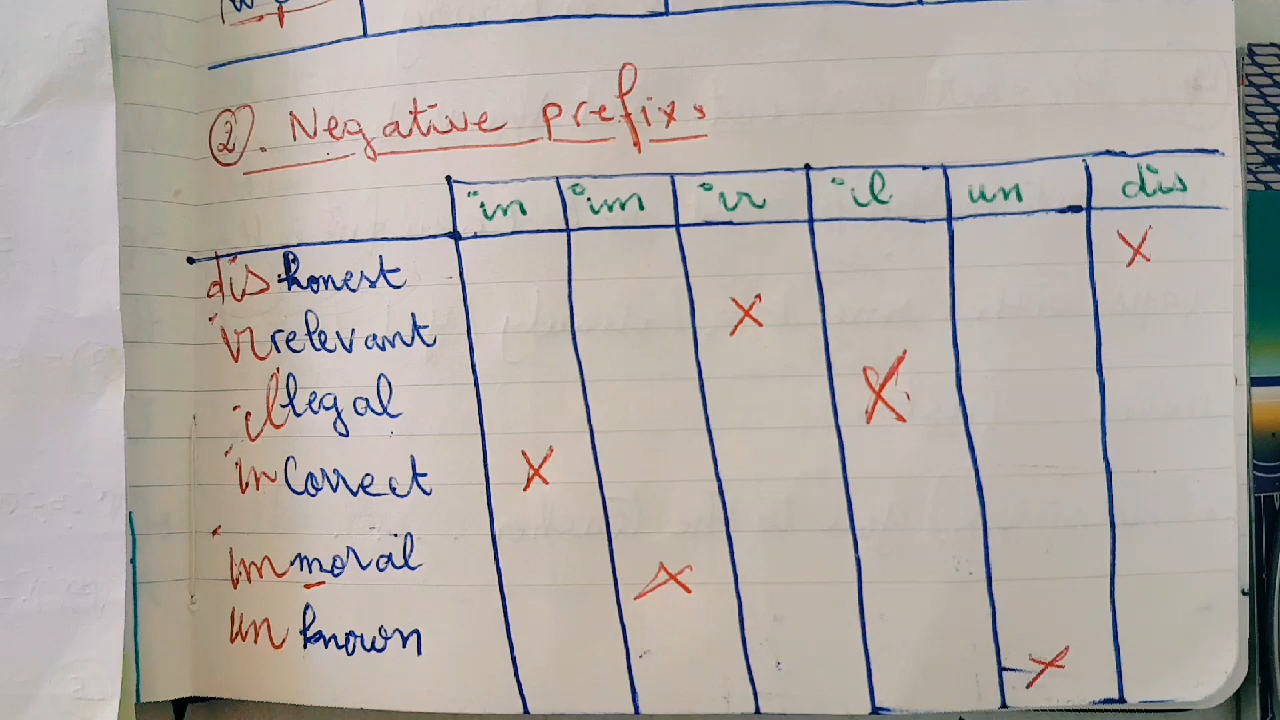 ②. Negative prefixs
in im ir il un dis
dishonest X
irrelevant X
illegal X
incorrect X
immoral X
unknown X